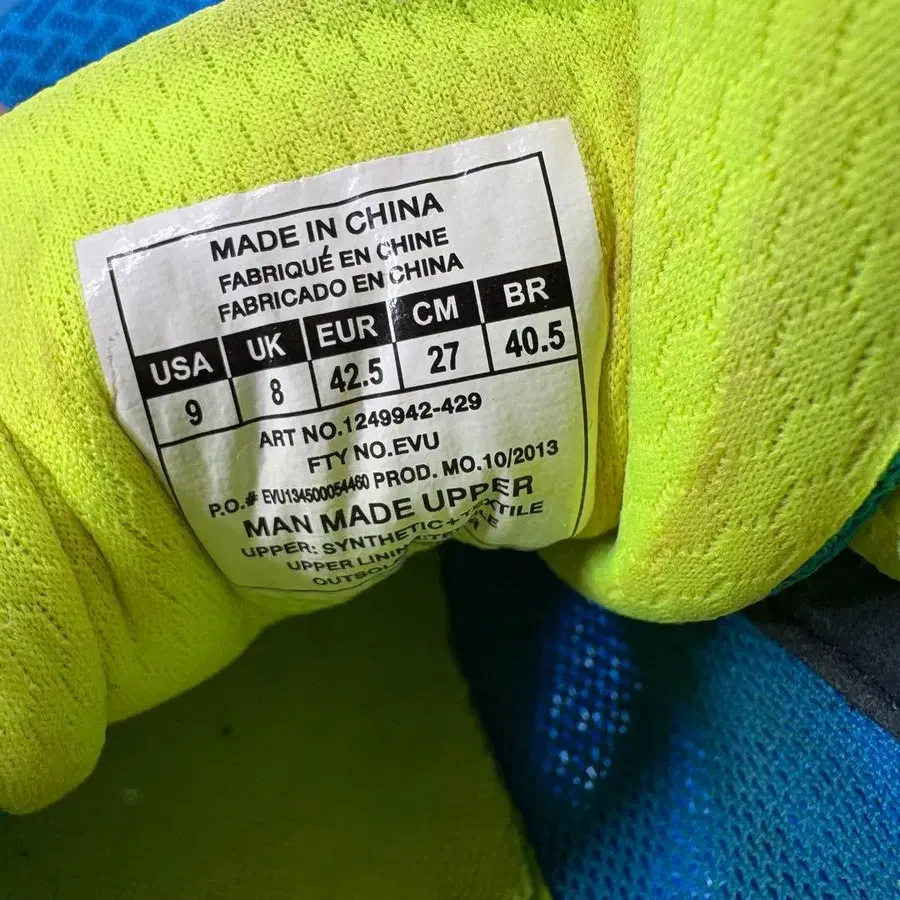 MADE IN CHINA
FABRIQUÉ EN CHINE
FABRICADO EN CHINA
USA UK EUR CM BR
9 8 42.5 27 40.5
ART NO.1249942-429
FTY NO.EVU
P.O.# EVU134500054460 PROD. MO.10/2013
MAN MADE UPPER
UPPER: SYNTHETIC+TEXTILE
UPPER